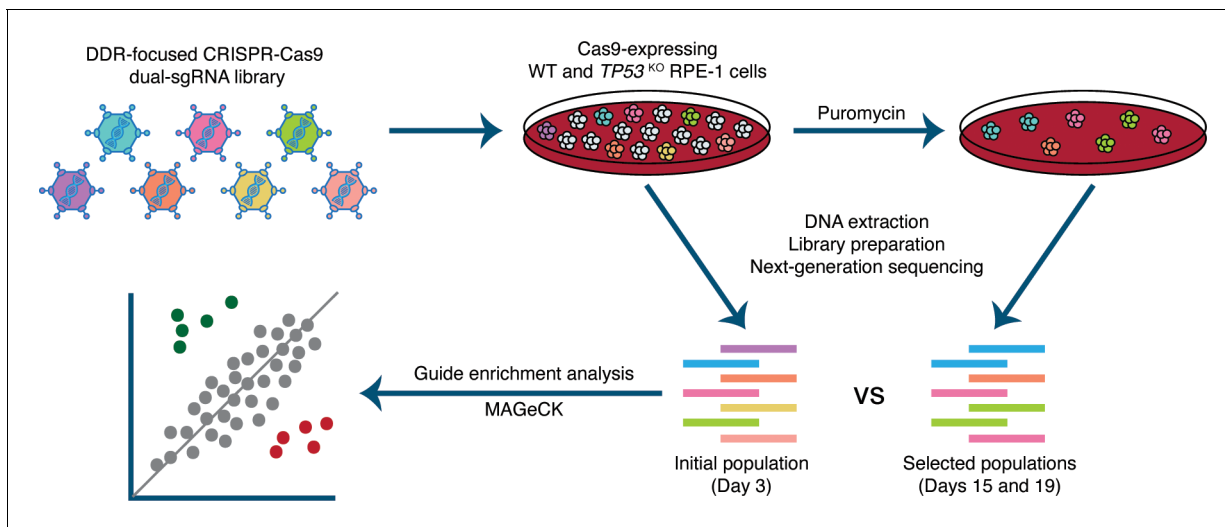 DDR-focused CRISPR-Cas9
dual-sgRNA library
Cas9-expressing
WT and TP53 KO RPE-1 cells
Puromycin
DNA extraction
Library preparation
Next-generation sequencing
Guide enrichment analysis
MAGeCK
vs
Initial population
(Day 3)
Selected populations
(Days 15 and 19)